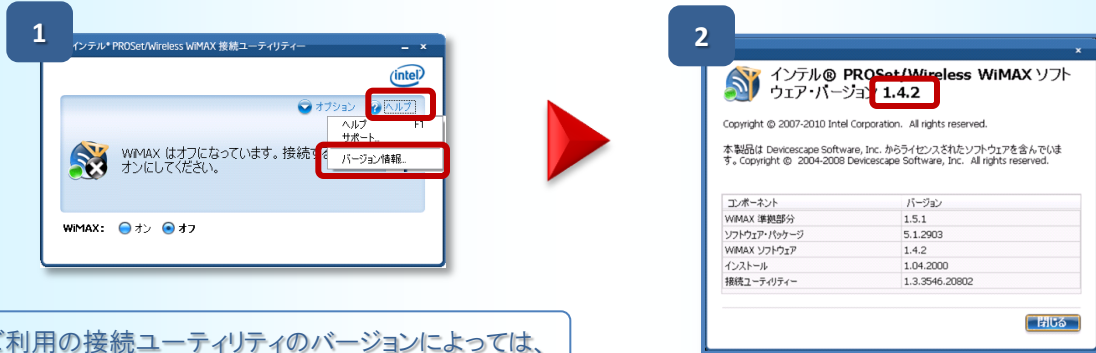 1
インテル® PROSet/Wireless WiMAX 接続ユーティリティー
intel
オプション ヘルプ
ヘルプ F1
サポート...
バージョン情報...
WiMAX はオフになっています。接続する
オンにしてください。
WiMAX: オン オフ
2
インテル® PROSet/Wireless WiMAX ソフト
ウェア・バージョン 1.4.2
Copyright © 2007-2010 Intel Corporation. All rights reserved.
本製品は Devicescape Software, Inc. からライセンスされたソフトウェアを含んでいま
す。Copyright © 2004-2008 Devicescape Software, Inc. All rights reserved.
コンポーネント バージョン
WiMAX 準拠部分 1.5.1
ソフトウェア・パッケージ 5.1.2903
WiMAX ソフトウェア 1.4.2
インストール 1.04.2000
接続ユーティリティー 1.3.3546.20802
閉じる
利用の接続ユーティリティのバージョンによっては、